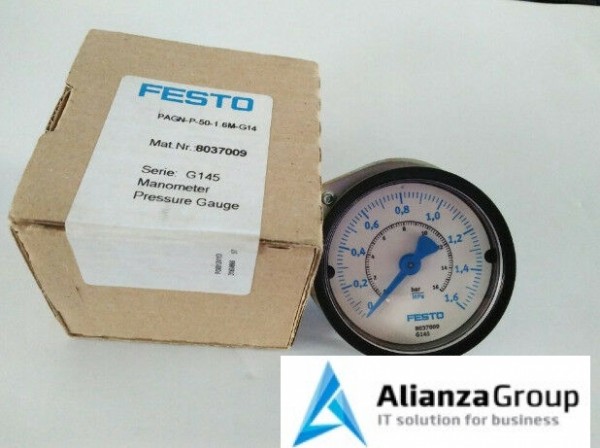 FESTO
PAGN-P-50-1.6M-G14
Mat.Nr.:8037009
Serie: G145
Manometer
Pressure Gauge
0
0,2
0,4
0,6
0,8
1,0
1,2
1,4
1,6
16
bar
MPa
FESTO
8037009
G145
AlianzaGroup
IT solution for business